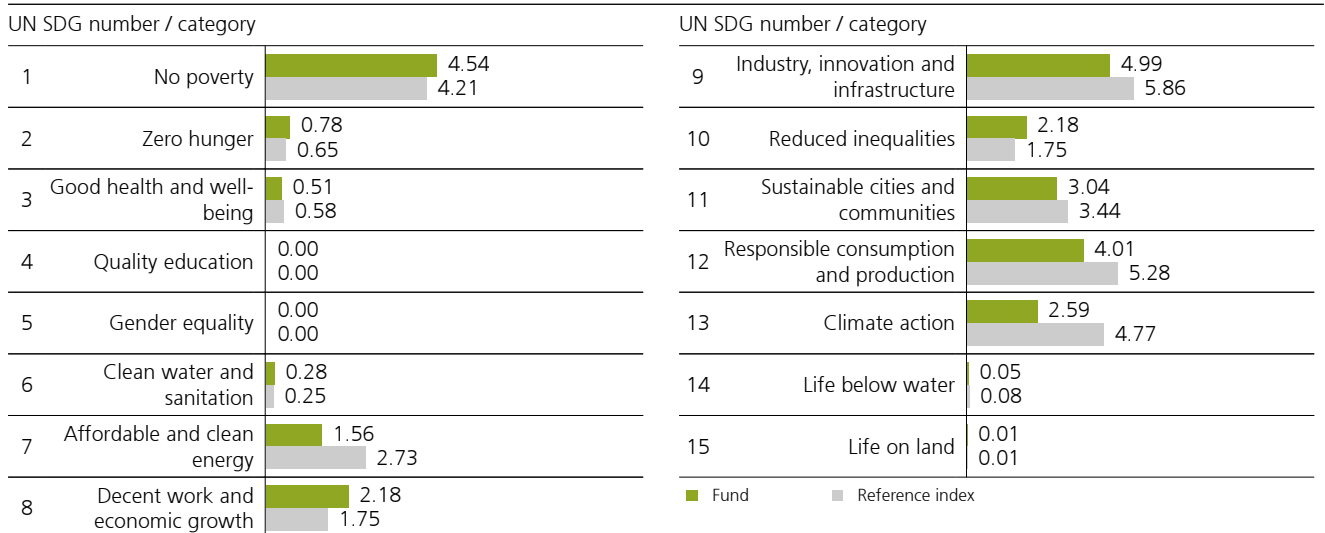 UN SDG number / category
1
No poverty
4.54
4.21
2
Zero hunger
0.78
0.65
3
Good health and well-
being
0.51
0.58
4
Quality education
0.00
0.00
5
Gender equality
0.00
0.00
6
Clean water and
sanitation
0.28
0.25
7
Affordable and clean
energy
1.56
2.73
8
Decent work and
economic growth
2.18
1.75
UN SDG number / category
9
Industry, innovation and
infrastructure
4.99
5.86
10
Reduced inequalities
2.18
1.75
11
Sustainable cities and
communities
3.04
3.44
12
Responsible consumption
and production
4.01
5.28
13
Climate action
2.59
4.77
14
Life below water
0.05
0.08
15
Life on land
0.01
0.01
Fund
Reference index